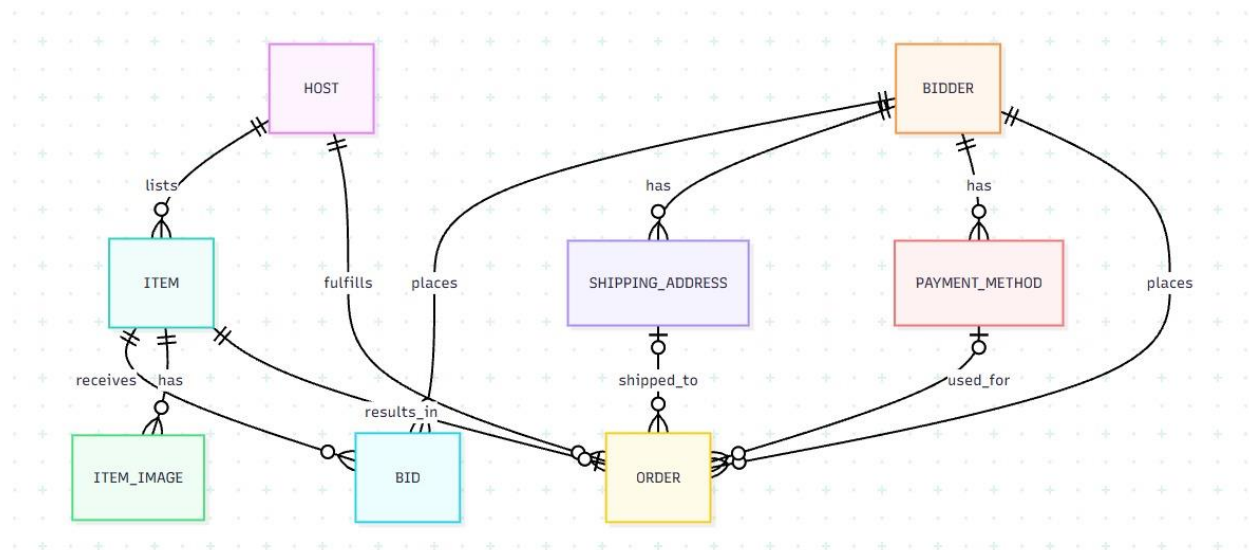 HOST
BIDDER
lists
has
has
ITEM
fulfills
places
SHIPPING_ADDRESS
PAYMENT_METHOD
places
receives
has
shipped_to
used_for
results_in
ITEM_IMAGE
BID
ORDER